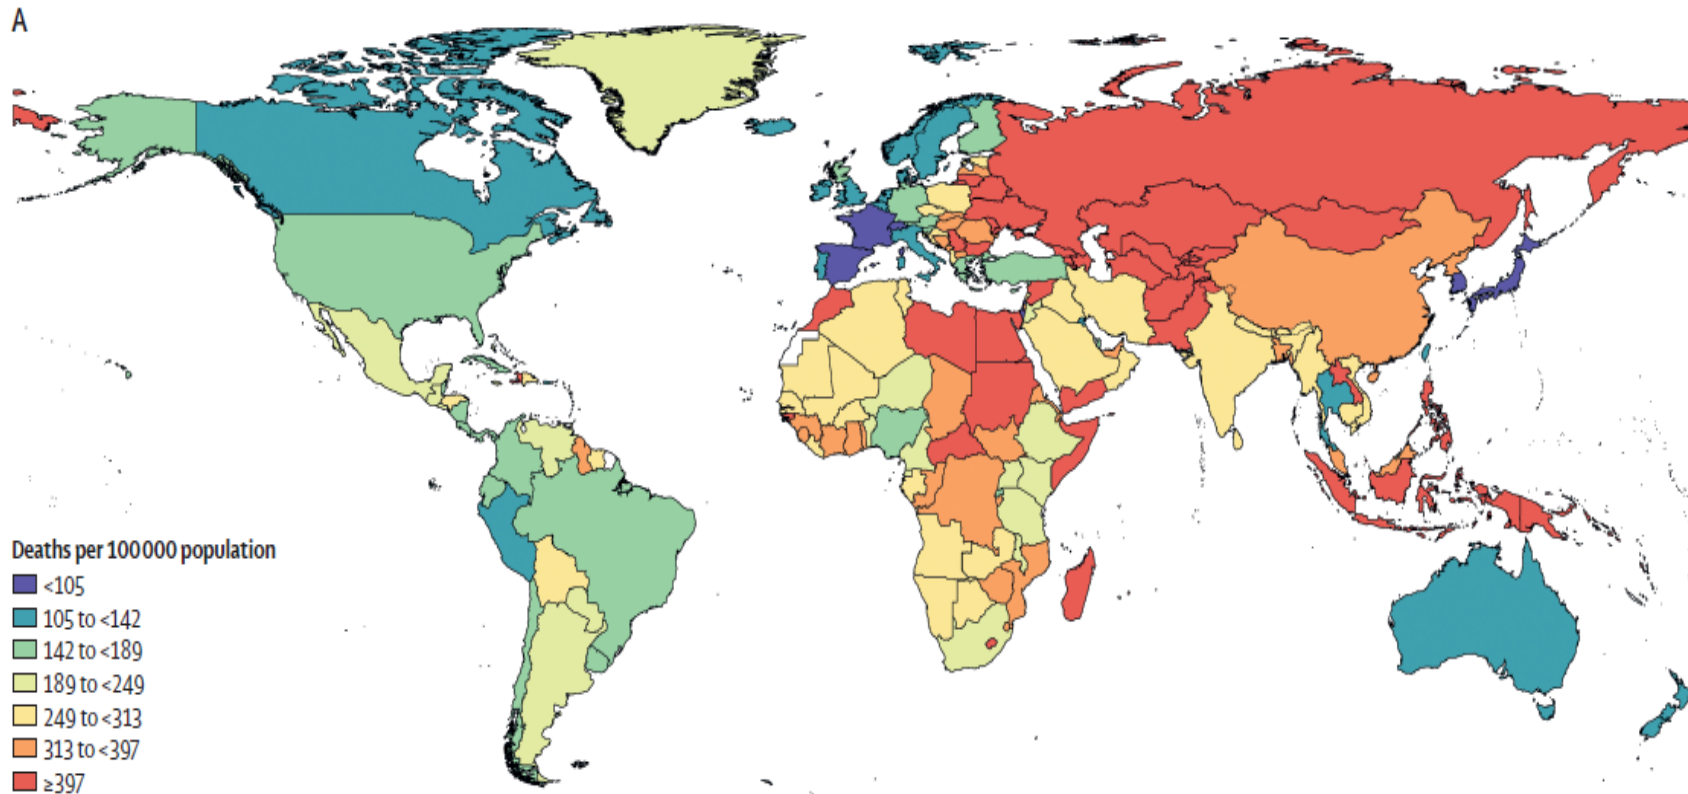 A
Deaths per 100 000 population
<105
105 to <142
142 to <189
189 to <249
249 to <313
313 to <397
≥397